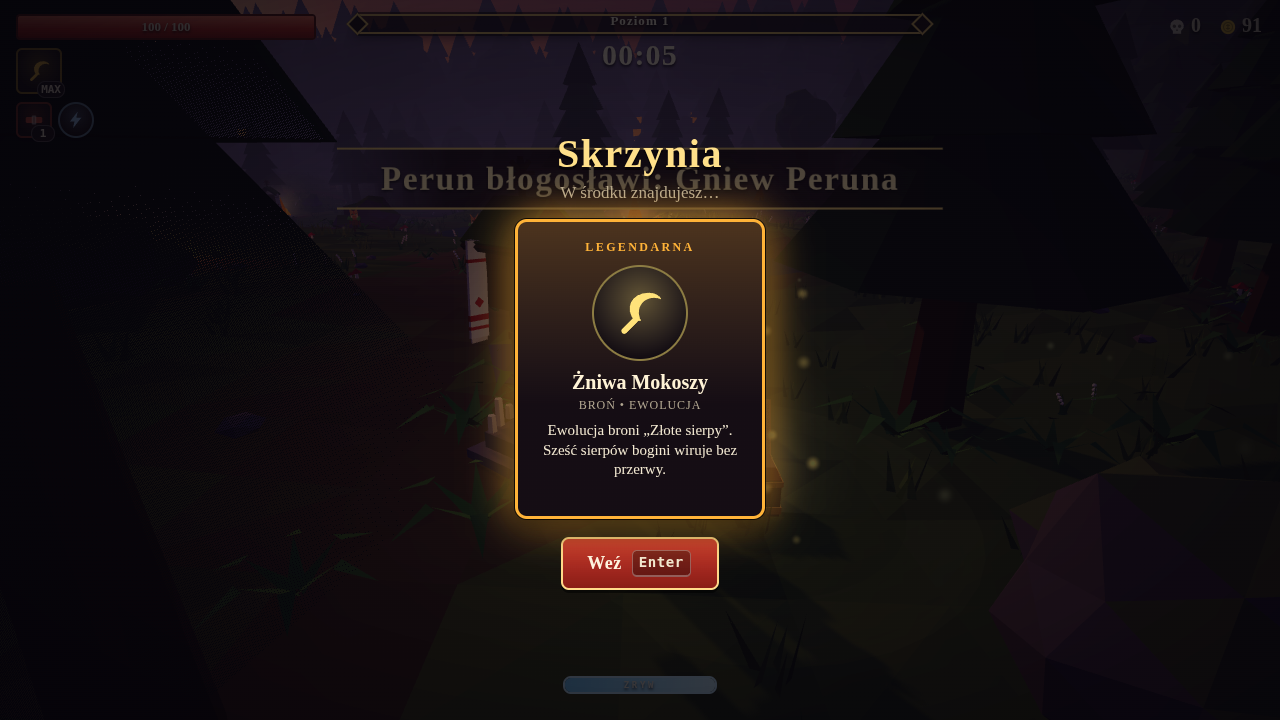 100 / 100
Poziom 1
00:05
0
91
MAX
1
Skrzynia
Perun błogosławi: Gniew Peruna
W środku znajdujesz…
LEGENDARNA
Żniwa Mokoszy
BROŃ • EWOLUCJA
Ewolucja broni „Złote sierpy”.
Sześć sierpów bogini wiruje bez
przerwy.
Weź Enter